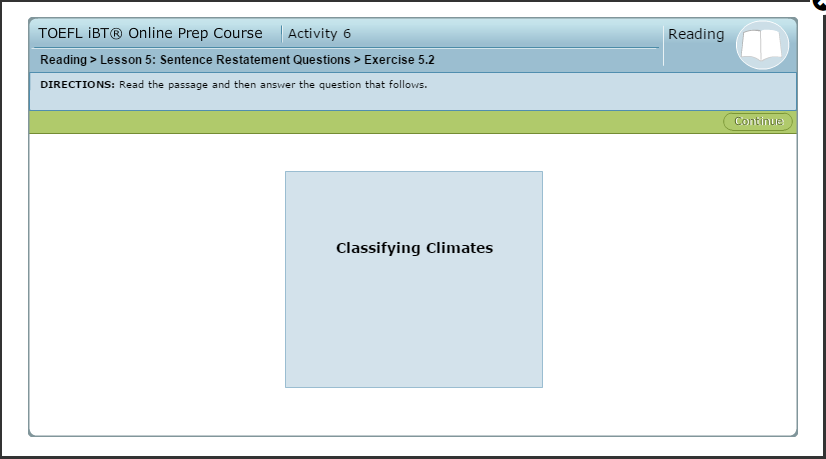 TOEFL iBT® Online Prep Course Activity 6 Reading
Reading > Lesson 5: Sentence Restatement Questions > Exercise 5.2
DIRECTIONS: Read the passage and then answer the question that follows.
Continue
Classifying Climates